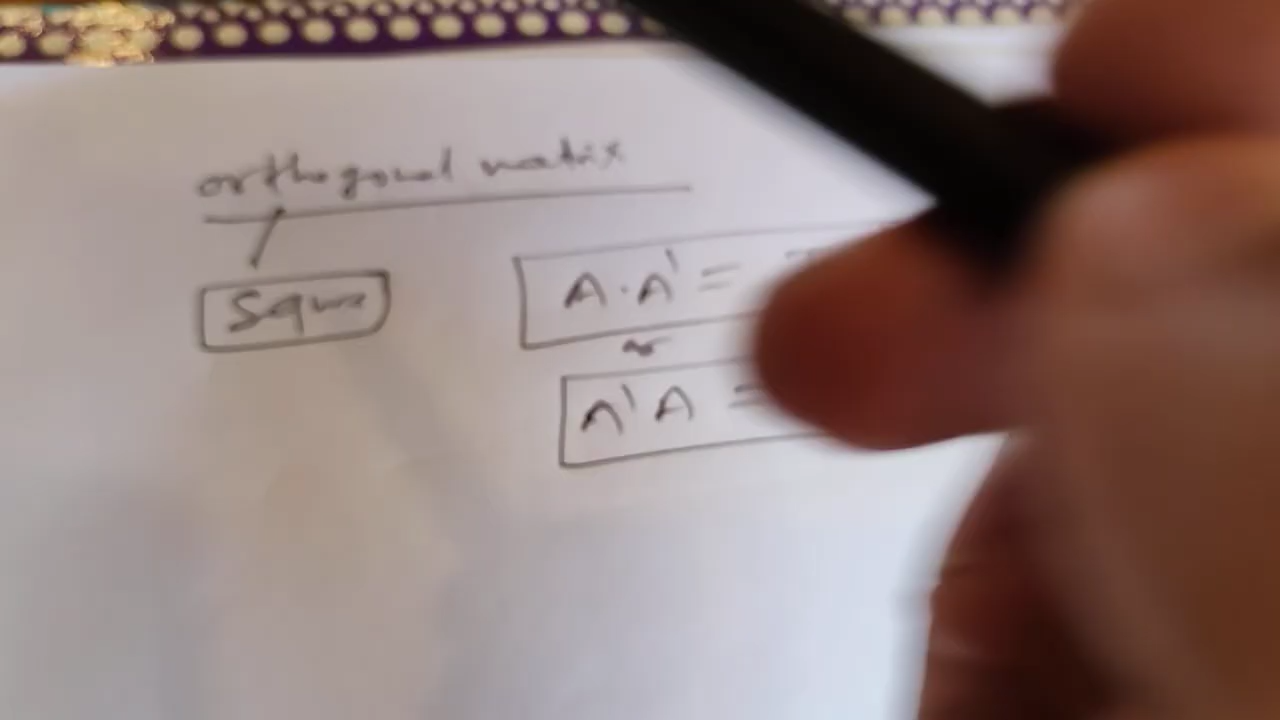 orthogonal matrix
Square
A·A' = I
or
A'A =